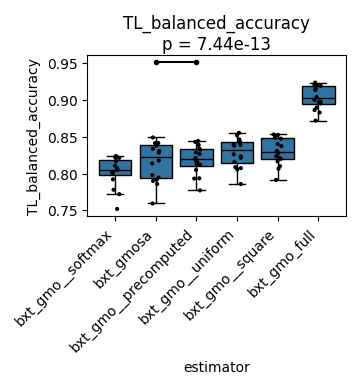 TL_balanced_accuracy
p = 7.44e-13
TL_balanced_accuracy
0.95
0.90
0.85
0.80
0.75
bxt_gmo__softmax
bxt_gmosa
bxt_gmo__precomputed
bxt_gmo__uniform
bxt_gmo__square
bxt_gmo_full
estimator